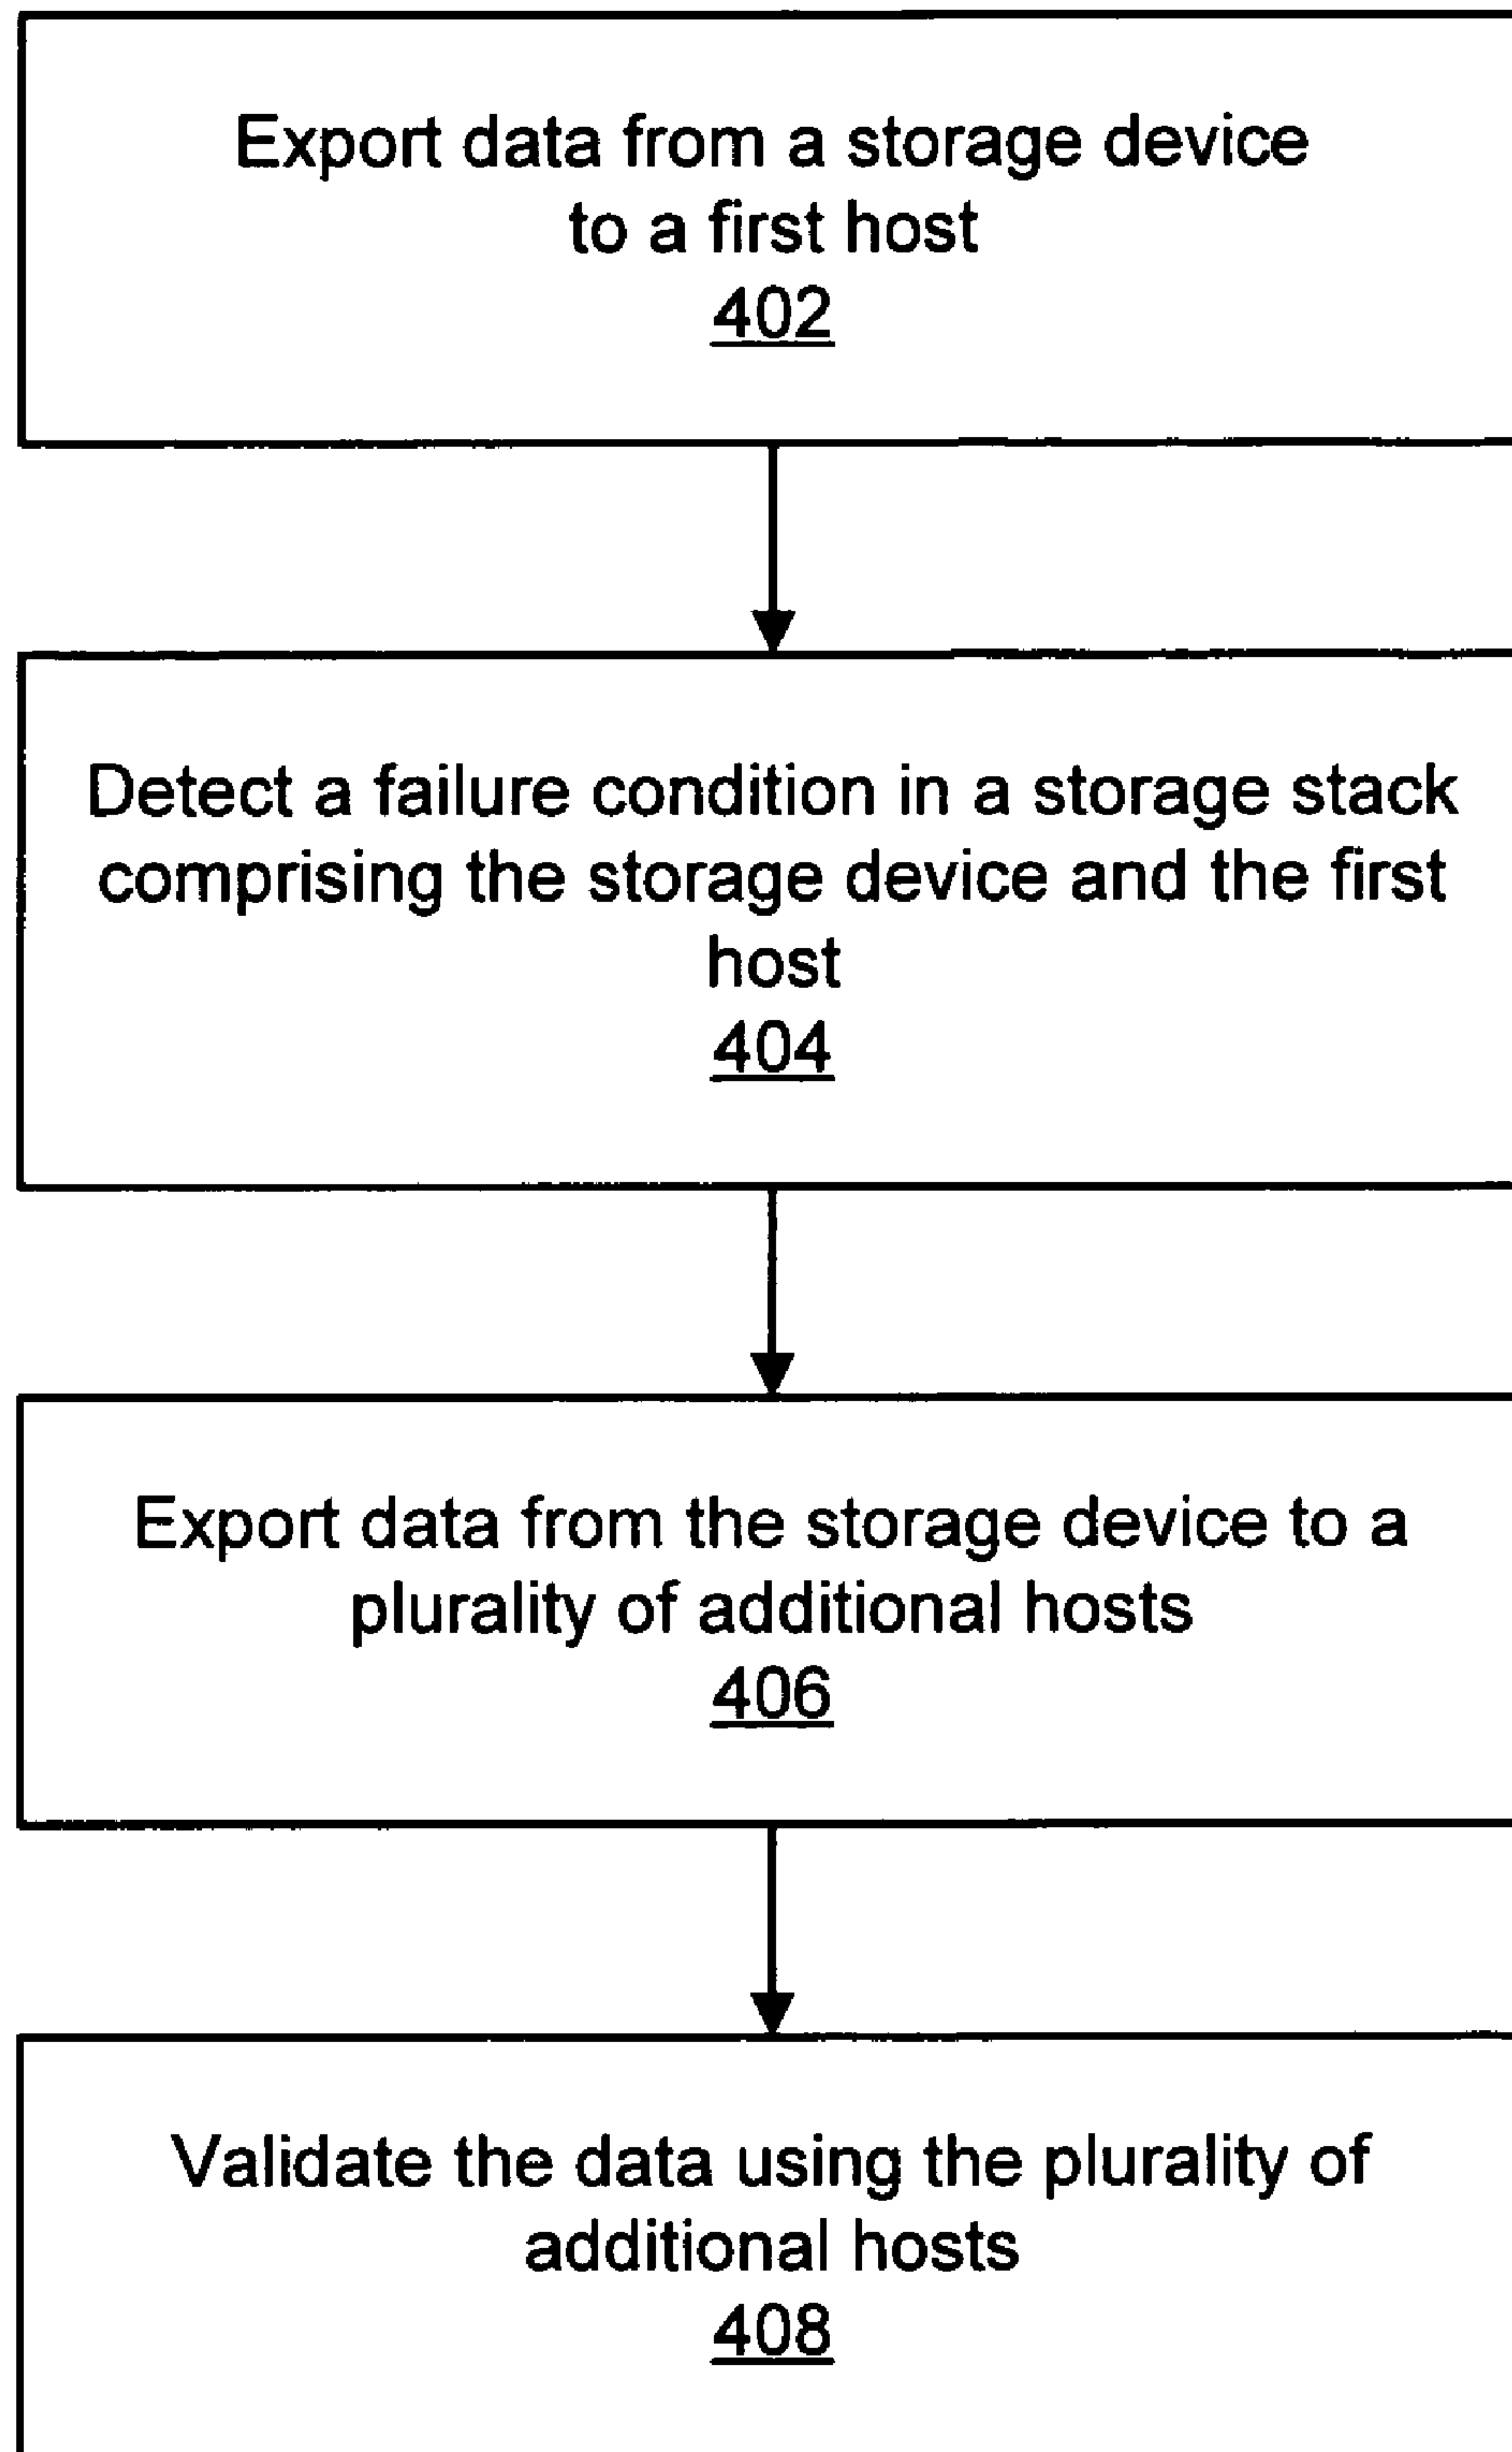 Export data from a storage device
to a first host
402
Detect a failure condition in a storage stack
comprising the storage device and the first
host
404
Export data from the storage device to a
plurality of additional hosts
406
Validate the data using the plurality of
additional hosts
408